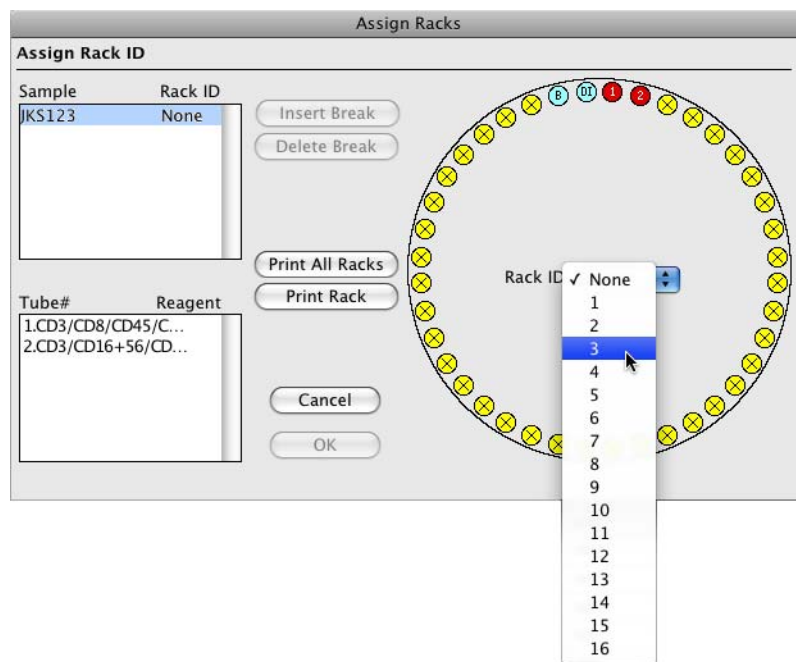 Assign Racks
Assign Rack ID
Sample Rack ID
JKS123 None
Insert Break
Delete Break
Print All Racks
Print Rack
Tube# Reagent
1.CD3/CD8/CD45/C...
2.CD3/CD16+56/CD...
Cancel
OK
B DI 1 2
Rack ID
✓ None
1
2
3
4
5
6
7
8
9
10
11
12
13
14
15
16